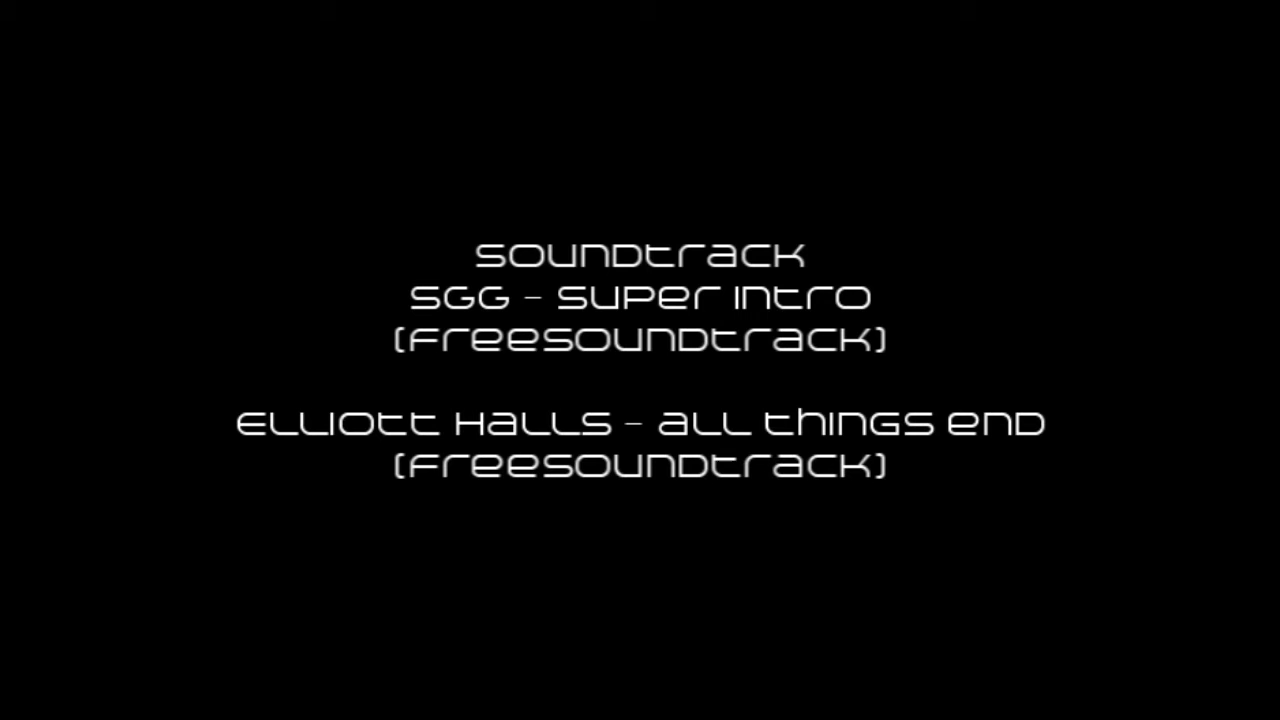 Soundtrack
SGG - Super Intro
(Freesoundtrack)
Elliott Halls - All Things End
(Freesoundtrack)